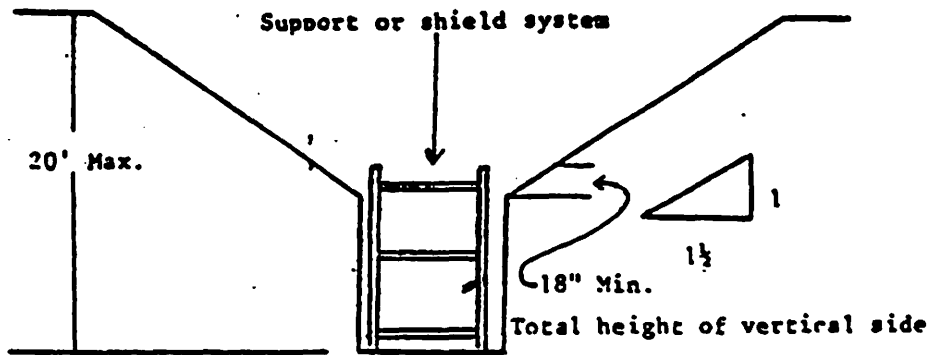 Support or shield system
20' Max.
1
1½
18" Min.
Total height of vertical side